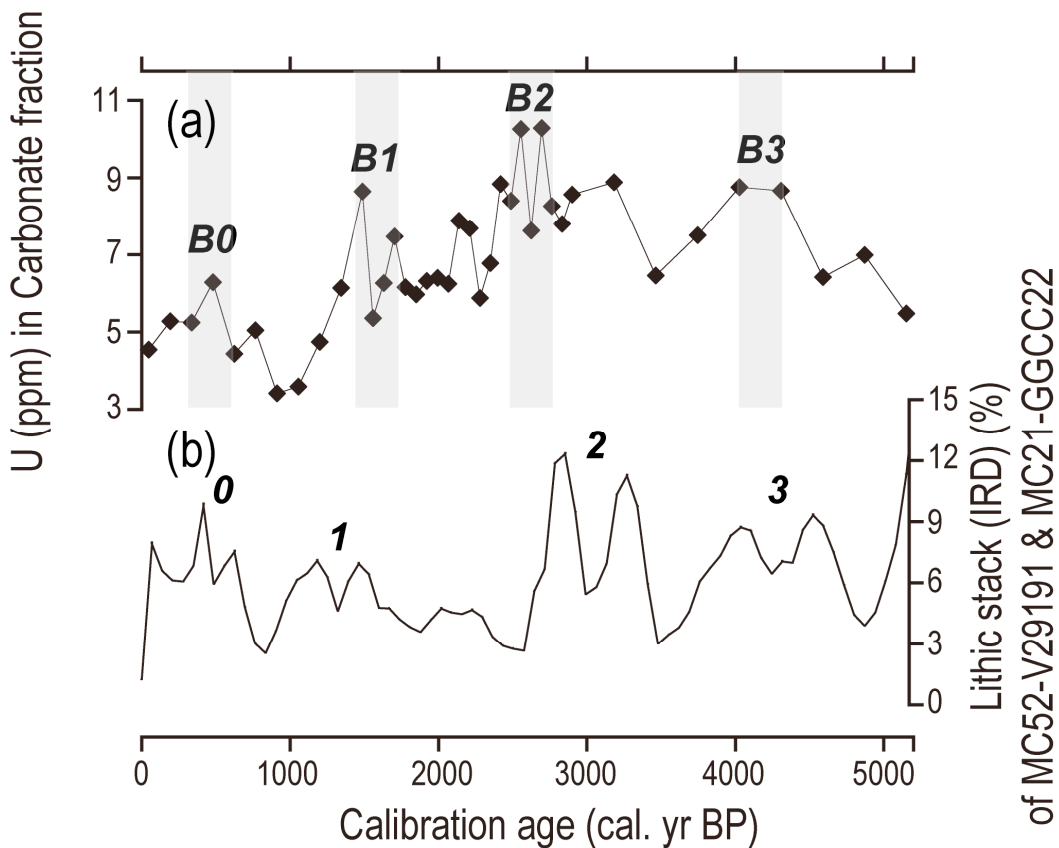 U (ppm) in Carbonate fraction
11
9
7
5
3
(a)
B0
B1
B2
B3
(b)
0
1
2
3
15
12
9
6
3
0
Lithic stack (IRD) (%)
of MC52-V29191 & MC21-GGCC22
0 1000 2000 3000 4000 5000
Calibration age (cal. yr BP)